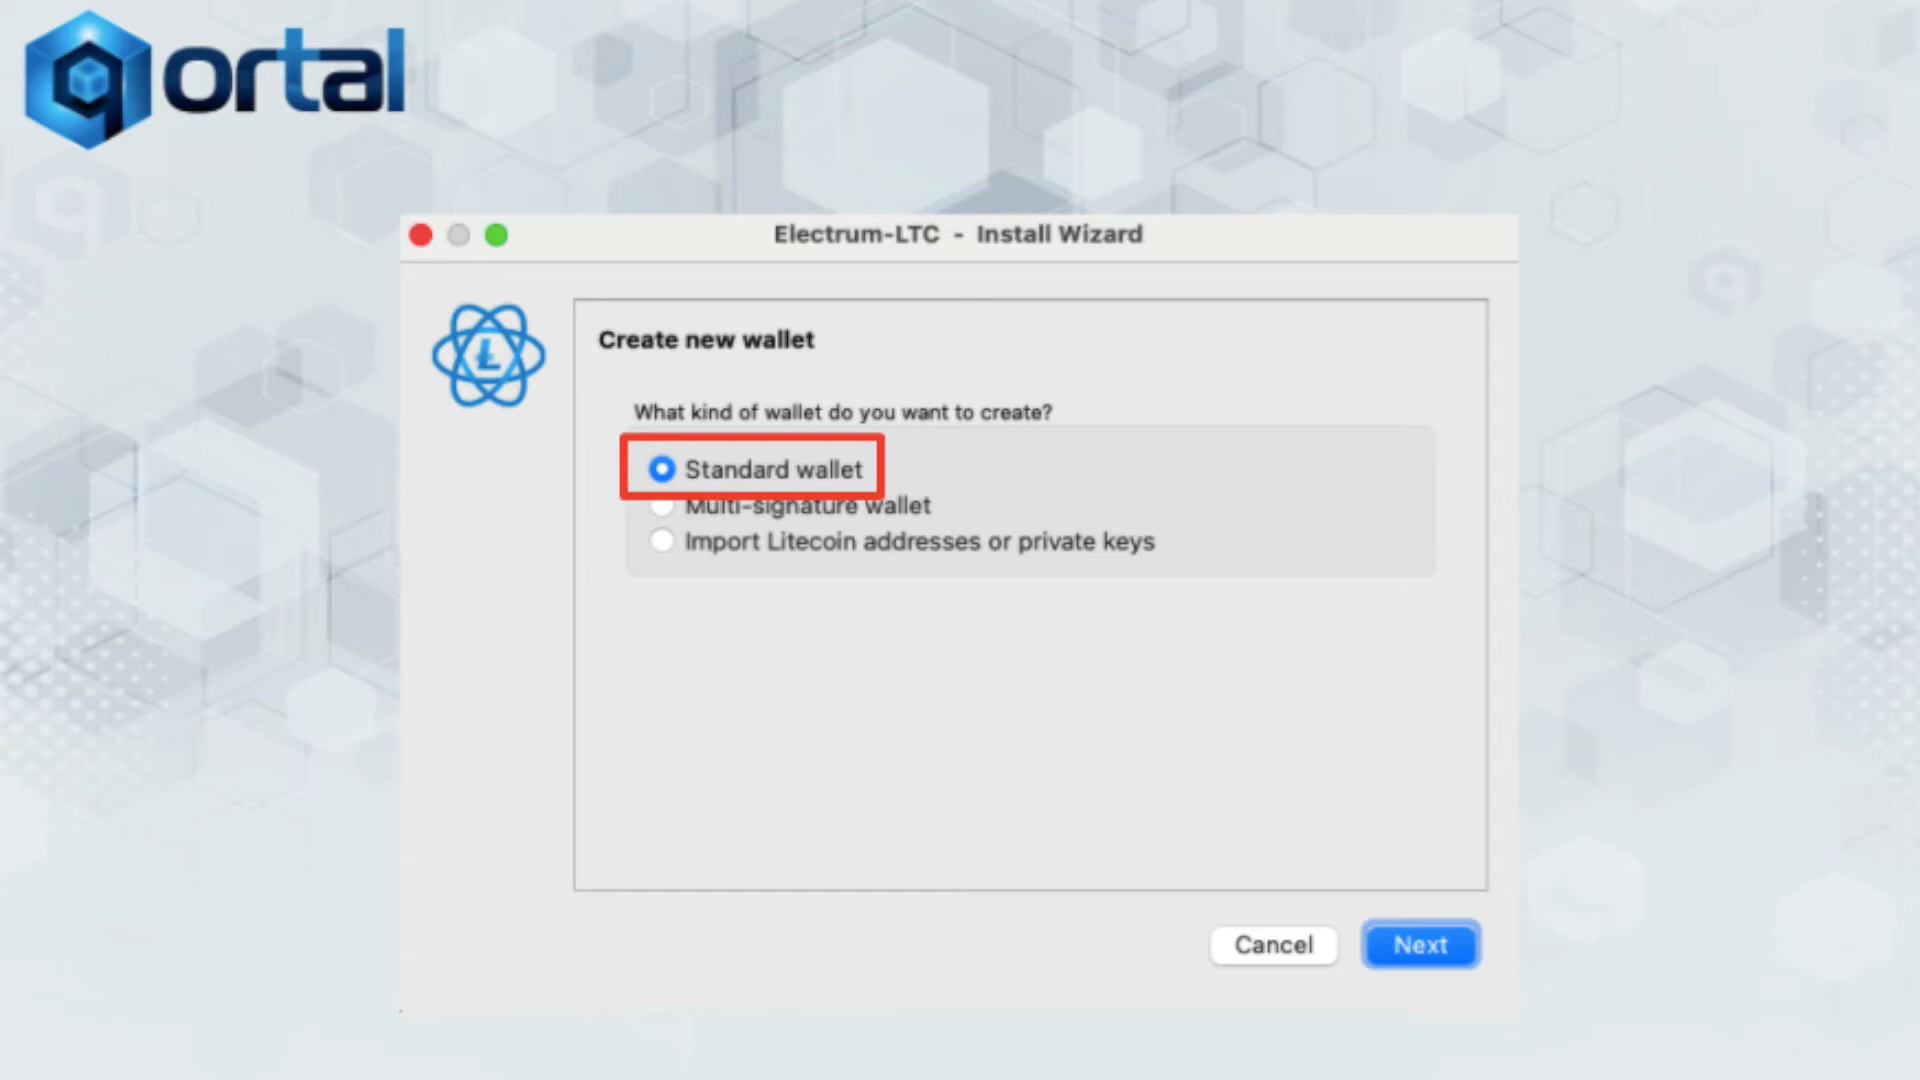 qortal
Electrum-LTC - Install Wizard
Create new wallet
What kind of wallet do you want to create?
Standard wallet
Multi-signature wallet
Import Litecoin addresses or private keys
Cancel
Next